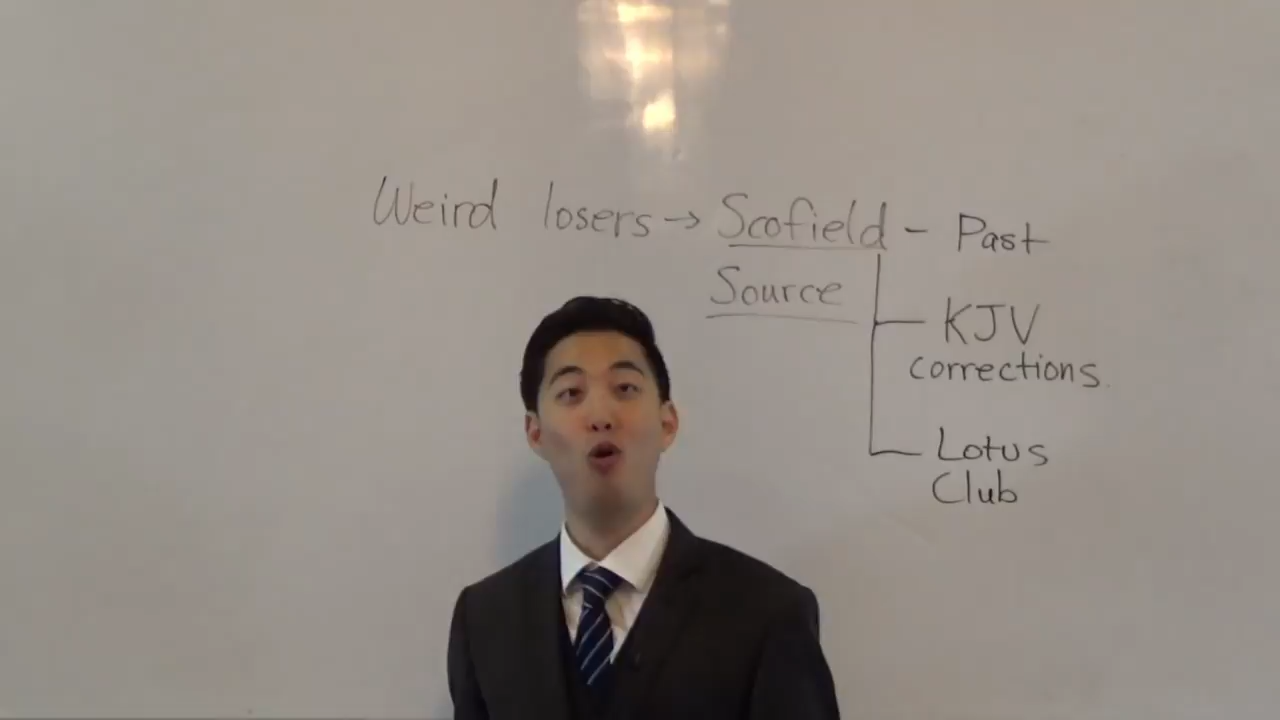 Weird losers → Scofield - Past
Source
KJV
corrections.
Lotus
Club